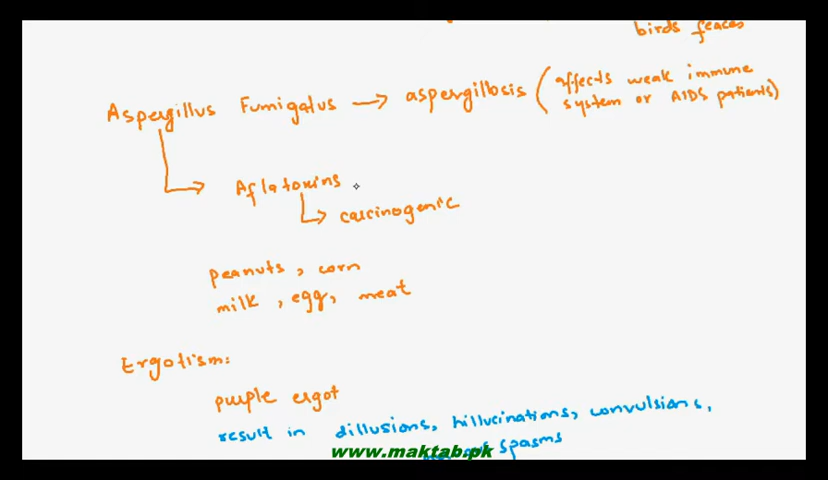 birds feaces
Aspergillus Fumigatus → aspergillosis (affects weak immune
system or AIDS patients)
→ Aflatoxins
→ carcinogenic
peanuts, corn
milk, egg, meat
Ergotism:
purple ergot
result in dillusions, hillucinations, convulsions,
spasms
www.maktab.pk